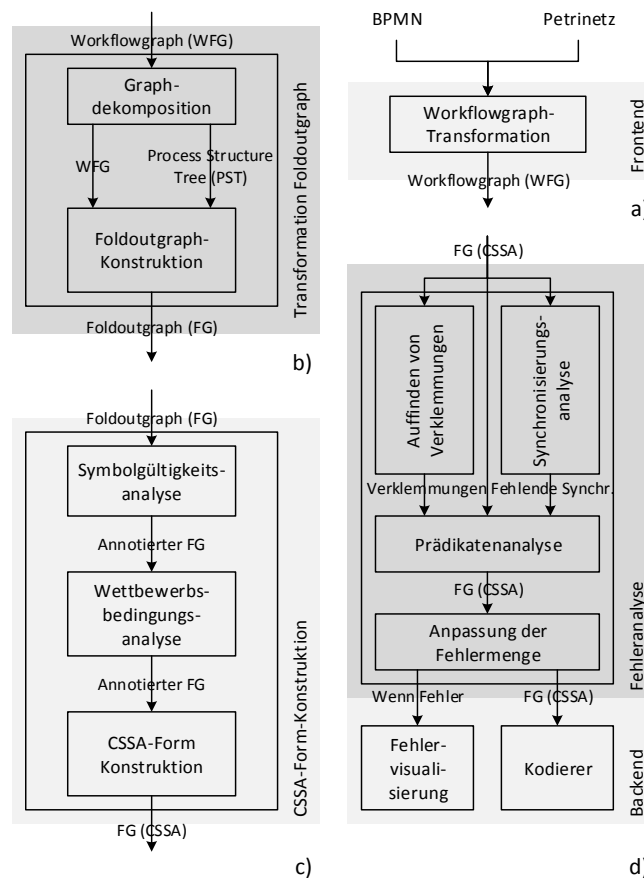 Workflowgraph (WFG)
Graph-
dekomposition
WFG
Process Structure
Tree (PST)
Foldoutgraph-
Konstruktion
Foldoutgraph (FG)
Transformation Foldoutgraph
b)
BPMN
Petrinetz
Workflowgraph-
Transformation
Workflowgraph (WFG)
Frontend
a)
Foldoutgraph (FG)
Symbolgültigkeits-
analyse
Annotierter FG
Wettbewerbs-
bedingungs-
analyse
Annotierter FG
CSSA-Form
Konstruktion
FG (CSSA)
CSSA-Form-Konstruktion
c)
FG (CSSA)
Auffinden von
Verklemmungen
Synchronisierungs-
analyse
Verklemmungen
Fehlende Synchr.
Prädikatenanalyse
FG (CSSA)
Anpassung der
Fehlermenge
Fehleranalyse
Wenn Fehler
FG (CSSA)
Fehler-
visuali-
sierung
Kodierer
Backend
d)